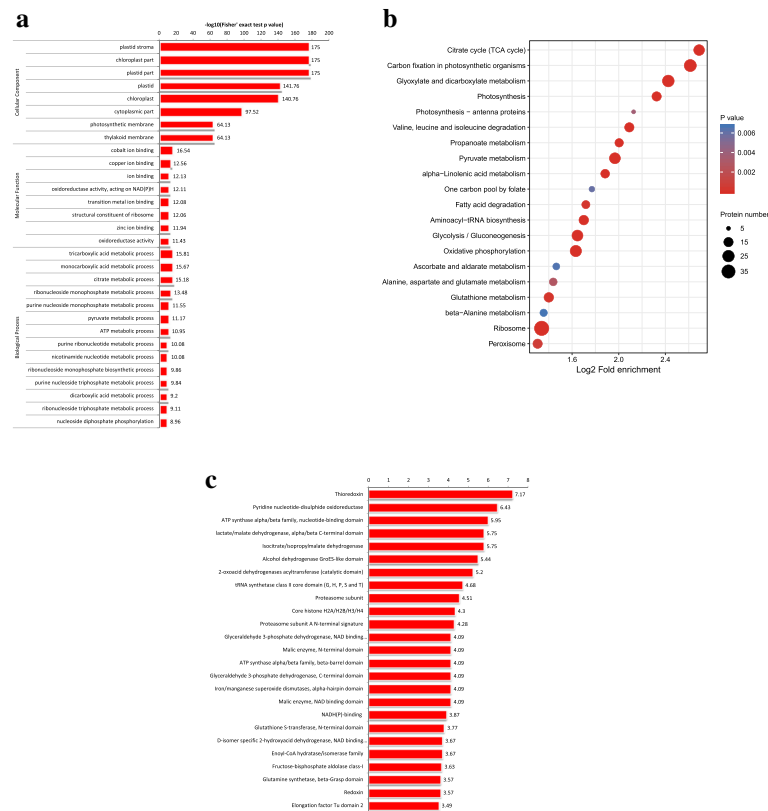 a
-log10(Fisher' exact test p value)
0 20 40 60 80 100 120 140 160 180 200
Cellular Component
plastid stroma 175
chloroplast part 175
plastid part 175
plastid 141.76
chloroplast 140.76
cytoplasmic part 97.52
photosynthetic membrane 64.13
thylakoid membrane 64.13
Molecular Function
cobalt ion binding 16.54
copper ion binding 12.56
ion binding 12.13
oxidoreductase activity, acting on NAD(P)H 12.11
transition metal ion binding 12.08
structural constituent of ribosome 12.06
zinc ion binding 11.94
oxidoreductase activity 11.43
Biological Process
tricarboxylic acid metabolic process 15.81
monocarboxylic acid metabolic process 15.67
citrate metabolic process 15.18
ribonucleoside monophosphate metabolic process 13.48
purine nucleoside monophosphate metabolic process 11.55
pyruvate metabolic process 11.17
ATP metabolic process 10.95
purine ribonucleotide metabolic process 10.08
nicotinamide nucleotide metabolic process 10.08
ribonucleoside monophosphate biosynthetic process 9.86
purine nucleoside triphosphate metabolic process 9.84
dicarboxylic acid metabolic process 9.2
ribonucleoside triphosphate metabolic process 9.11
nucleoside diphosphate phosphorylation 8.96
b
Citrate cycle (TCA cycle)
Carbon fixation in photosynthetic organisms
Glyoxylate and dicarboxylate metabolism
Photosynthesis
Photosynthesis − antenna proteins
Valine, leucine and isoleucine degradation
Propanoate metabolism
Pyruvate metabolism
alpha−Linolenic acid metabolism
One carbon pool by folate
Fatty acid degradation
Aminoacyl−tRNA biosynthesis
Glycolysis / Gluconeogenesis
Oxidative phosphorylation
Ascorbate and aldarate metabolism
Alanine, aspartate and glutamate metabolism
Glutathione metabolism
beta−Alanine metabolism
Ribosome
Peroxisome
1.6 2.0 2.4
Log2 Fold enrichment
P value
0.006
0.004
0.002
Protein number
5
15
25
35
c
0 1 2 3 4 5 6 7 8
Thioredoxin 7.17
Pyridine nucleotide-disulphide oxidoreductase 6.43
ATP synthase alpha/beta family, nucleotide-binding domain 5.95
lactate/malate dehydrogenase, alpha/beta C-terminal domain 5.75
Isocitrate/isopropylmalate dehydrogenase 5.75
Alcohol dehydrogenase GroES-like domain 5.44
2-oxoacid dehydrogenases acyltransferase (catalytic domain) 5.2
tRNA synthetase class II core domain (G, H, P, S and T) 4.68
Proteasome subunit 4.51
Core histone H2A/H2B/H3/H4 4.3
Proteasome subunit A N-terminal signature 4.28
Glyceraldehyde 3-phosphate dehydrogenase, NAD binding... 4.09
Malic enzyme, N-terminal domain 4.09
ATP synthase alpha/beta family, beta-barrel domain 4.09
Glyceraldehyde 3-phosphate dehydrogenase, C-terminal domain 4.09
Iron/manganese superoxide dismutases, alpha-hairpin domain 4.09
Malic enzyme, NAD binding domain 4.09
NADH(P)-binding 3.87
Glutathione S-transferase, N-terminal domain 3.77
D-isomer specific 2-hydroxyacid dehydrogenase, NAD binding... 3.67
Enoyl-CoA hydratase/isomerase family 3.67
Fructose-bisphosphate aldolase class-I 3.63
Glutamine synthetase, beta-Grasp domain 3.57
Redoxin 3.57
Elongation factor Tu domain 2 3.49